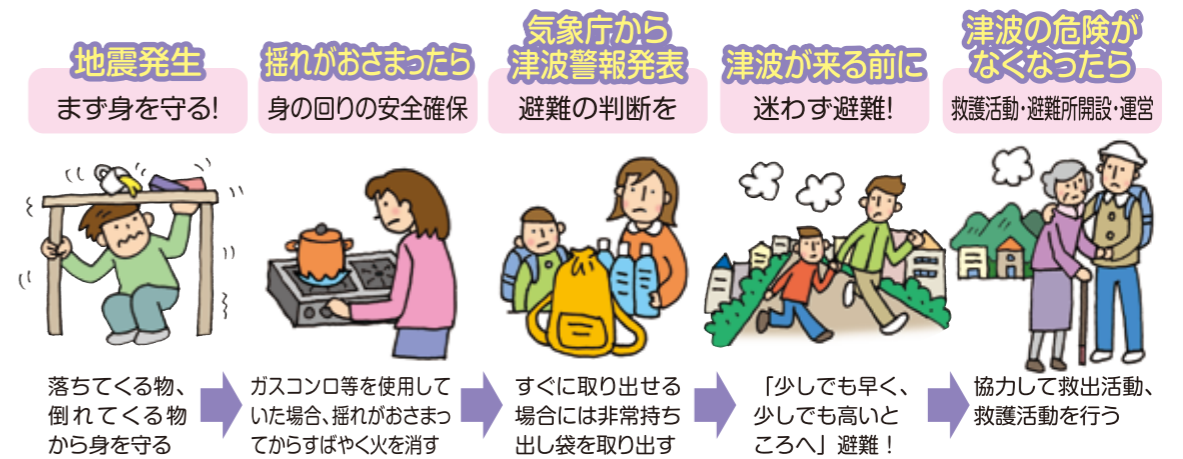 地震発生
まず身を守る!
落ちてくる物、
倒れてくる物
から身を守る
揺れがおさまったら
身の回りの安全確保
ガスコンロ等を使用して
いた場合、揺れがおさまっ
てからすばやく火を消す
気象庁から
津波警報発表
避難の判断を
すぐに取り出せる
場合には非常持ち
出し袋を取り出す
津波が来る前に
迷わず避難!
「少しでも早く、
少しでも高いと
ころへ」避難！
津波の危険が
なくなったら
救護活動・避難所開設・運営
協力して救出活動、
救護活動を行う